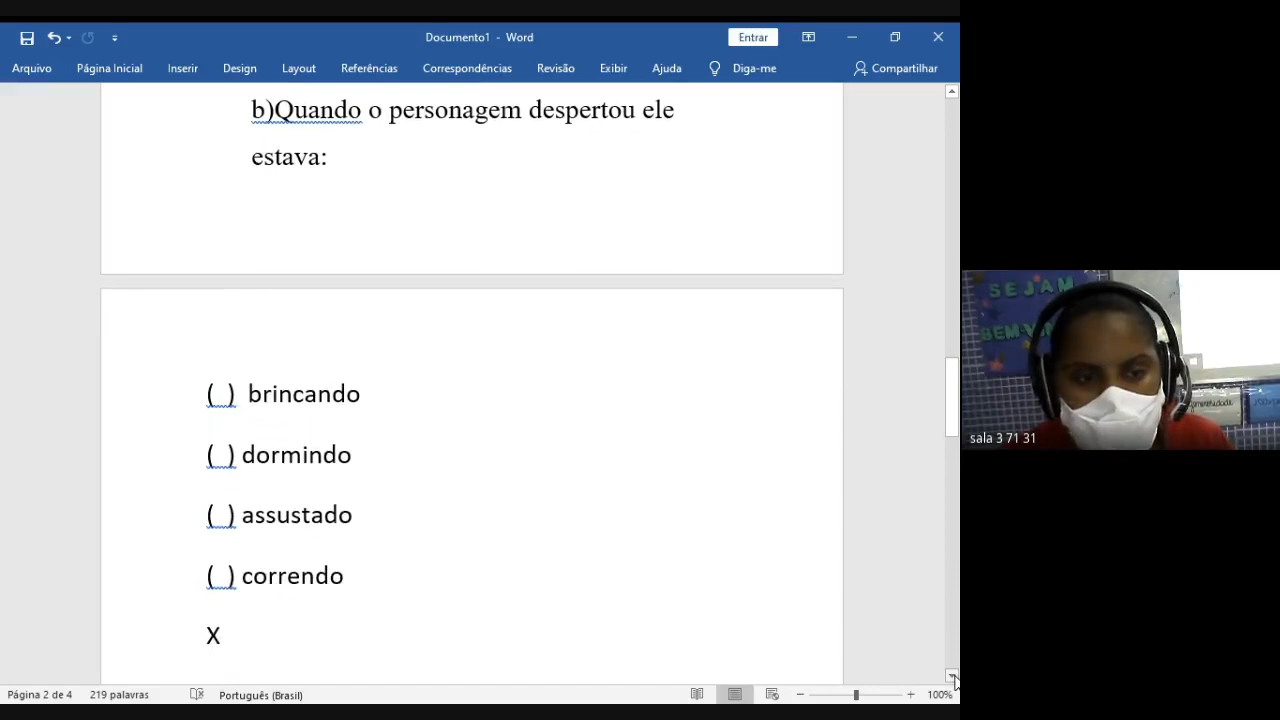 Documento1 - Word
Entrar
Arquivo Página Inicial Inserir Design Layout Referências Correspondências Revisão Exibir Ajuda Diga-me Compartilhar
b)Quando o personagem despertou ele
estava:
( ) brincando
( ) dormindo
( ) assustado
( ) correndo
X
Página 2 de 4 219 palavras Português (Brasil) 100%
SEJAM
sala 3 71 31